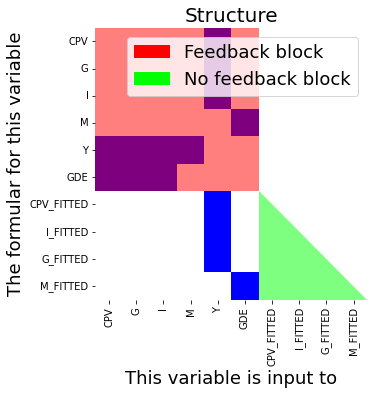 Structure
Feedback block
No feedback block
The formular for this variable
CPV
G
I
M
Y
GDE
CPV_FITTED
I_FITTED
G_FITTED
M_FITTED
CPV
G
I
M
Y
GDE
CPV_FITTED
I_FITTED
G_FITTED
M_FITTED
This variable is input to